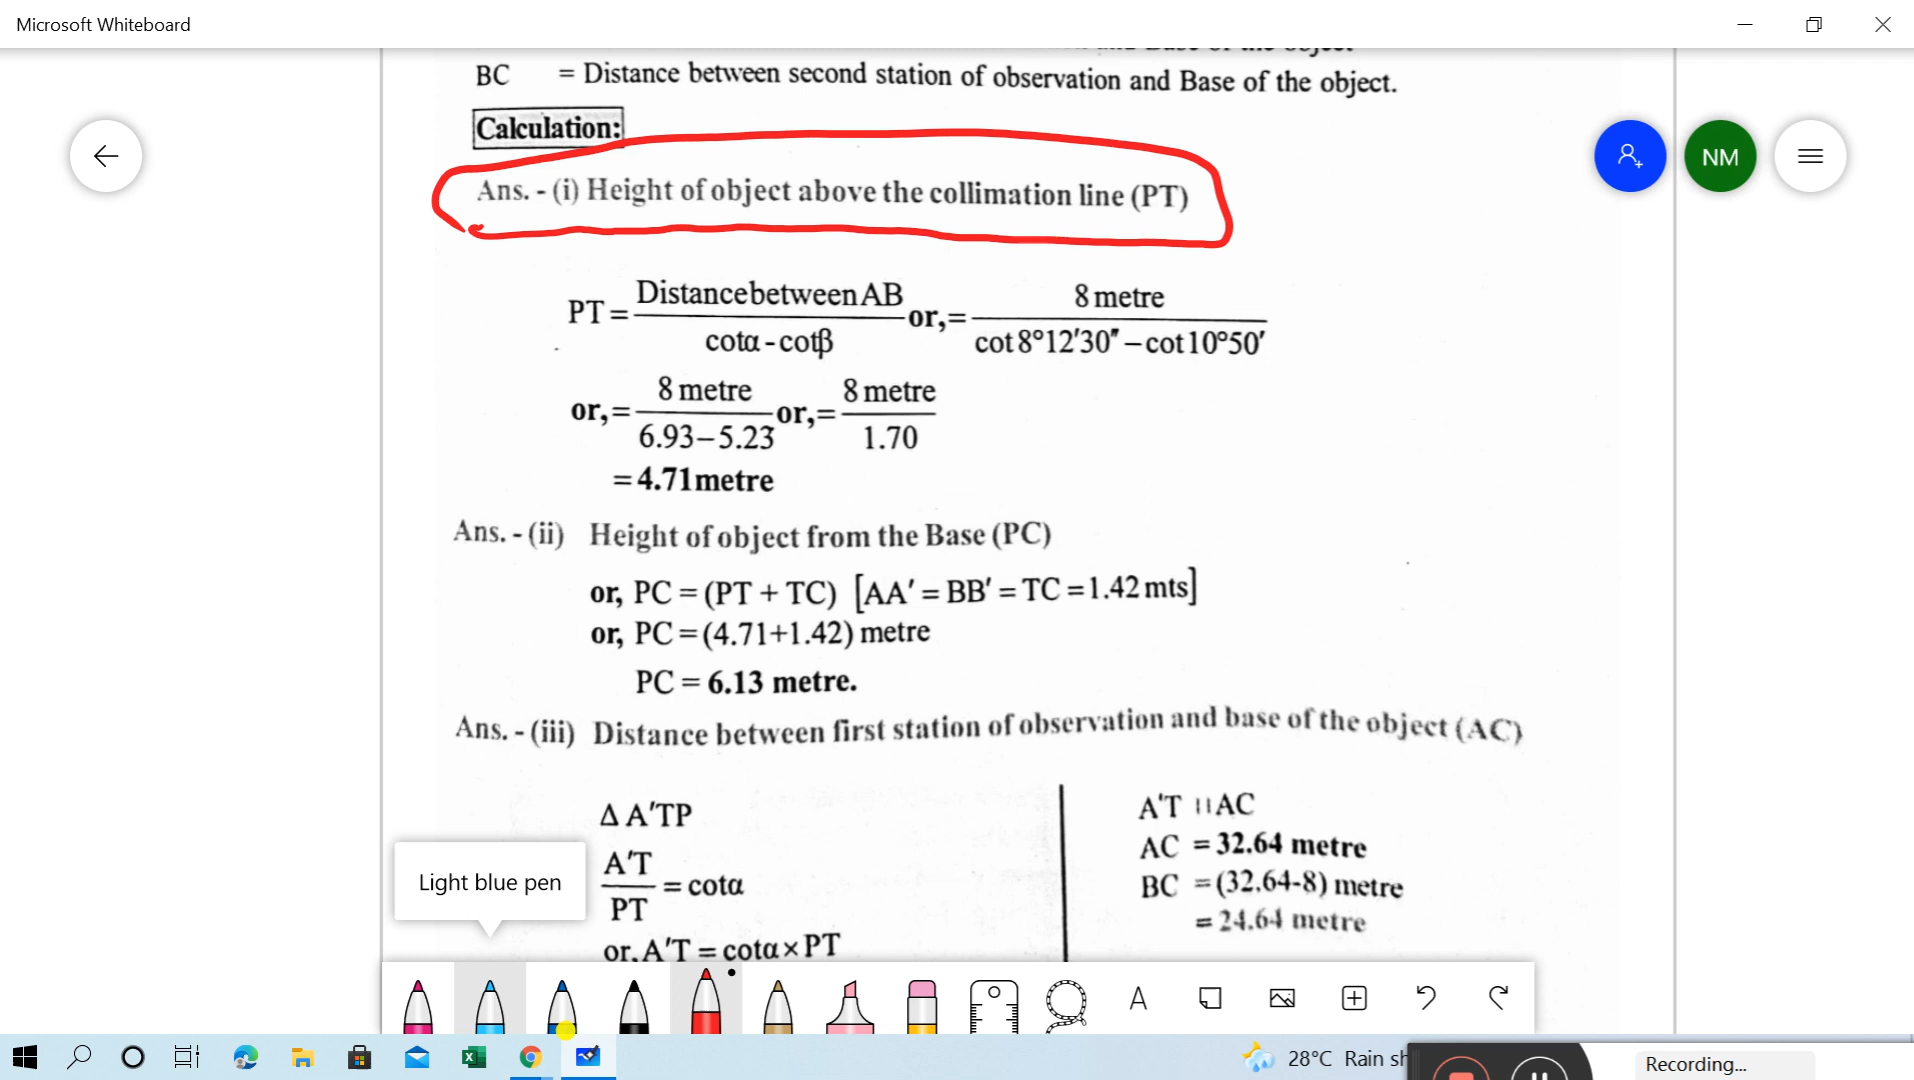 Microsoft Whiteboard
BC = Distance between second station of observation and Base of the object.
Calculation:
Ans. - (i) Height of object above the collimation line (PT)
PT = Distance between AB / cotα - cotβ or, = 8 metre / cot 8°12'30" – cot 10°50'
or, = 8 metre / 6.93 – 5.23 or, = 8 metre / 1.70
= 4.71 metre
Ans. - (ii) Height of object from the Base (PC)
or, PC = (PT + TC) [AA' = BB' = TC = 1.42 mts]
or, PC = (4.71+1.42) metre
PC = 6.13 metre.
Ans. - (iii) Distance between first station of observation and base of the object (AC)
Δ A'TP
A'T / PT = cotα
or, A'T = cotα × PT
A'T ıı AC
AC = 32.64 metre
BC = (32.64-8) metre
= 24.64 metre
NM
Light blue pen
28°C Rain sh
Recording...